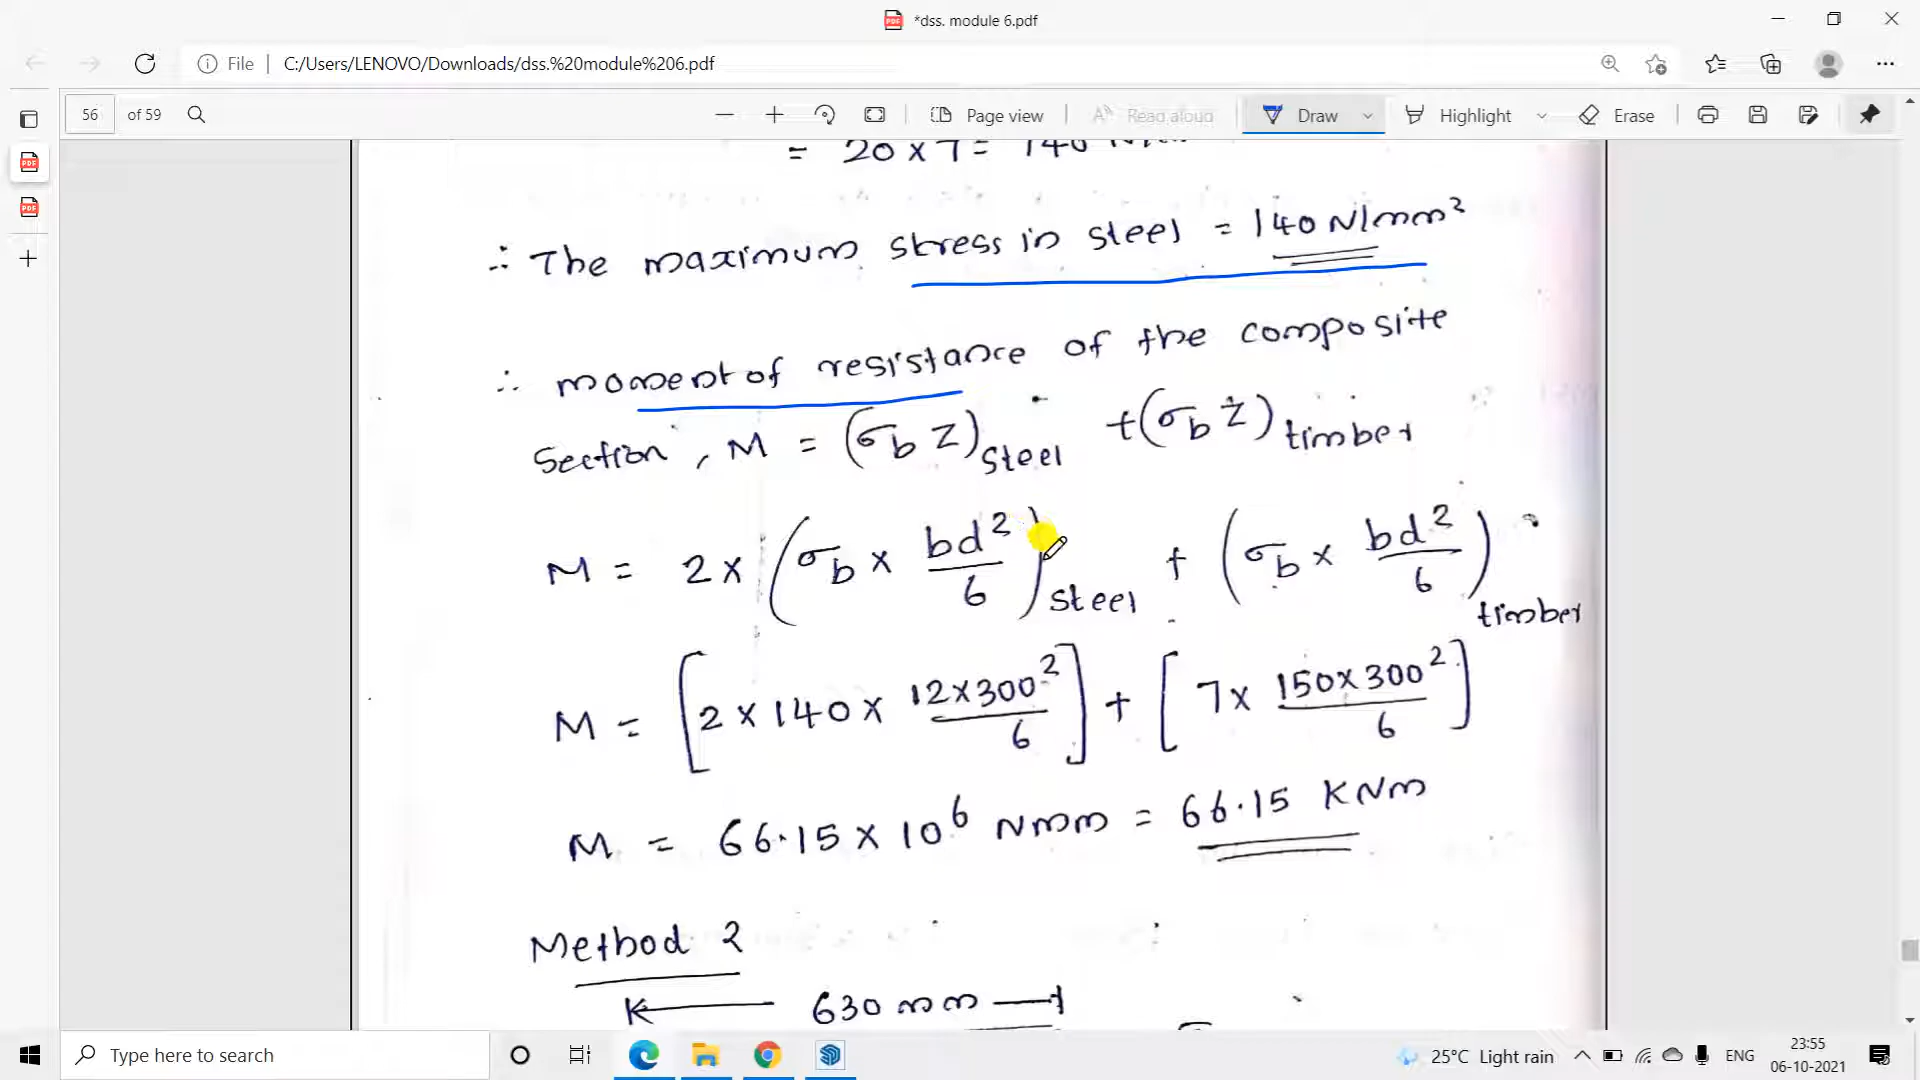 *dss. module 6.pdf
File | C:/Users/LENOVO/Downloads/dss.%20module%206.pdf
56 of 59 Page view Read aloud Draw Highlight Erase
= 20 x 7 = 140
∴ The maximum stress in steel = 140 N/mm²
∴ moment of resistance of the composite
Section, M = (σb Z)steel + (σb Z)timber
M = 2 x (σb x bd²/6)steel + (σb x bd²/6)timber
M = [2 x 140 x 12x300²/6] + [7 x 150x300²/6]
M = 66.15 x 10⁶ Nmm = 66.15 KNm
Method 2
630 mm
Type here to search
25°C Light rain ENG 23:55
06-10-2021